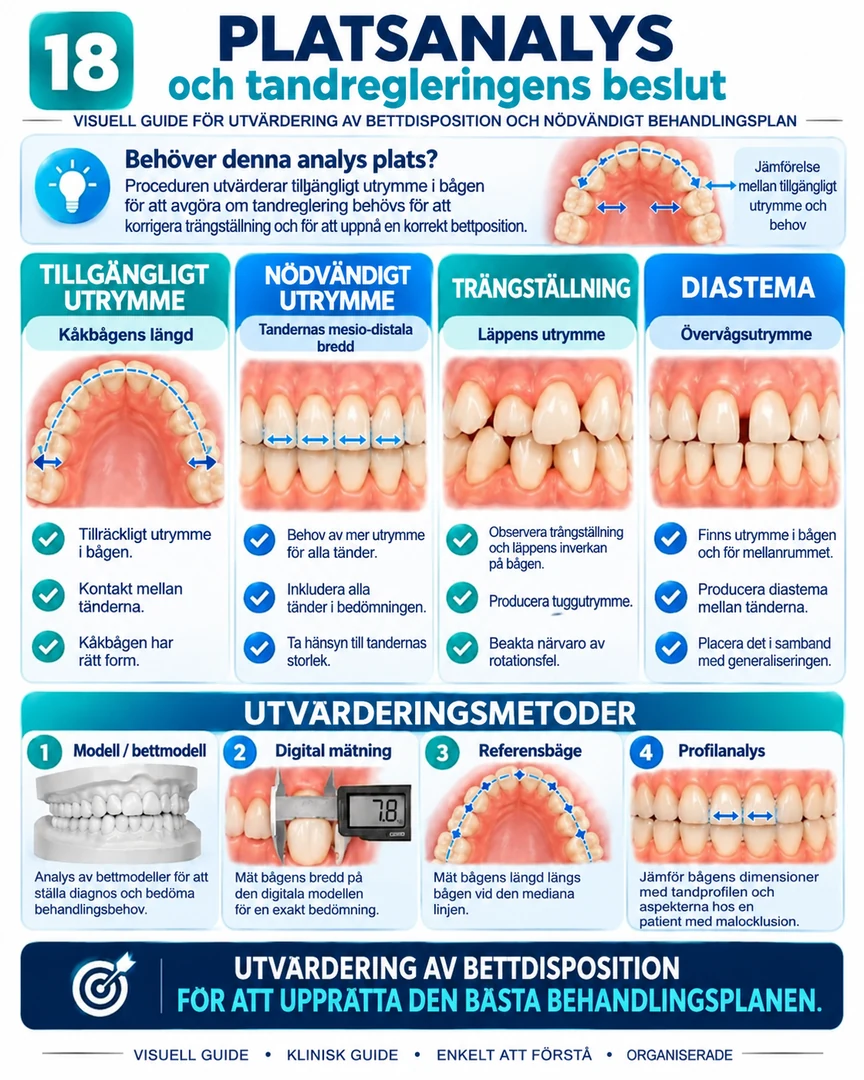 18
PLATSANALYS
och tandregleringens beslut
VISUELL GUIDE FÖR UTVÄRDERING AV BETTDISPOSITION OCH NÖDVÄNDIGT BEHANDLINGSPLAN
Behöver denna analys plats?
Proceduren utvärderar tilljängligt utrymme i bågen
för att avgöra om tandreglering behövs för att
korrigera trängställning och för att uppnå en korrekt bettposition.
Jämförelse
mellan tillgängligt
utrymme och
behov
TILLGÄNGLIGT
UTRYMME
Kåkbågens längd
Tillräckligt utrymme
i bågen.
Kontakt mellan
tänderna.
Kåkbågen har
rätt form.
NÖDVÄNDIGT
UTRYMME
Tandernas mesio-distala
bredd
Behov av mer utrymme
för alla tänder.
Inkludera alla
tänder i bedömningen.
Ta hänsyn till tandernas
storlek.
TRÄNGSTÄLLNING
Läppens utrymme
Observera trångställning
och läppens inverkan
på bågen.
Producera tuggutrymme.
Beakta närvaro av
rotationsfel.
DIASTEMA
Övervågsutrymme
Finns utrymme i bågen
och för mellanrummet.
Producera diastema
mellan tänderna.
Placera det i samband
med generaliseringen.
UTVÄRDERINGSMETODER
1 Modell / bettmodell
Analys av bettmodeller för att
ställa diagnos och bedöma
behandlingsbehov.
2 Digital mätning
7.8
Mät bågens bredd på
den digitala modellen
för en exakt bedömning.
3 Referensbäge
Mät bågens längd längs
bågen vid den mediana
linjen.
4 Profilanalys
Jämför bågens dimensioner
med tandprofilen och
aspekterna hos en
patient med malocklusion.
UTVÄRDERING AV BETTDISPOSITION
FÖR ATT UPPRÄTTA DEN BÄSTA BEHANDLINGSPLANEN.
VISUELL GUIDE • KLINISK GUIDE • ENKELT ATT FÖRSTÅ • ORGANISERADE